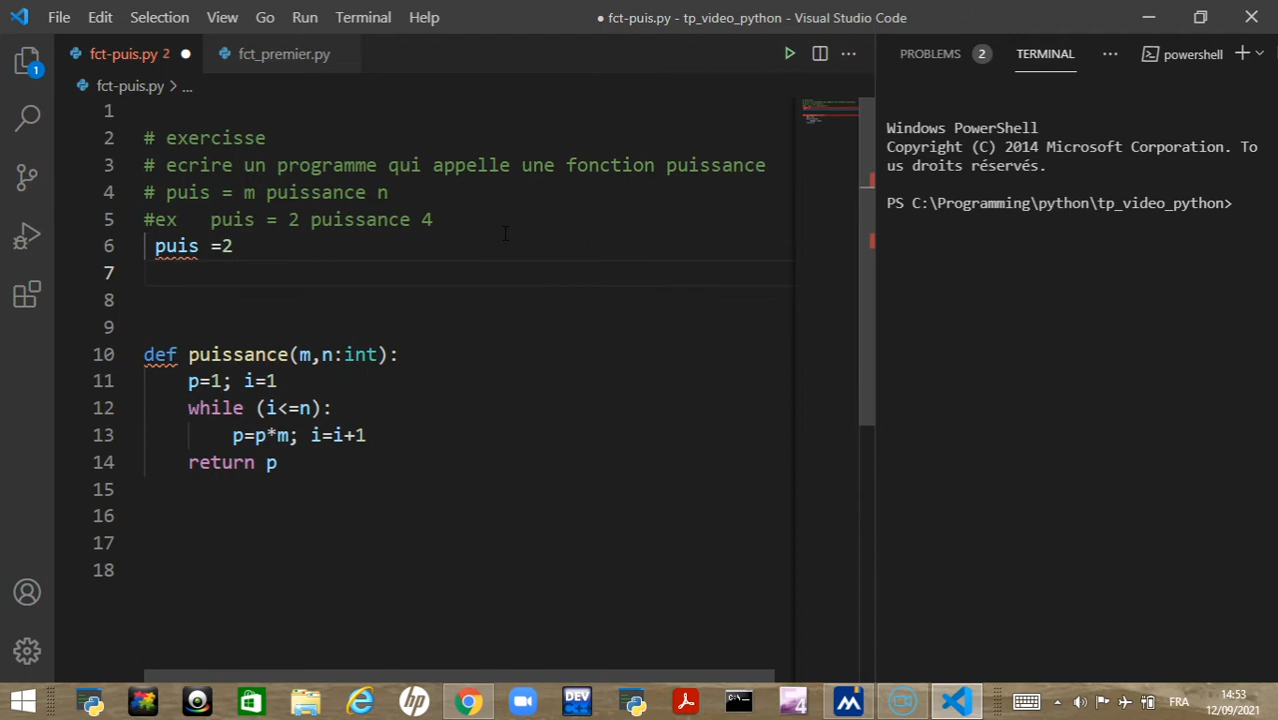 File Edit Selection View Go Run Terminal Help
● fct-puis.py - tp_video_python - Visual Studio Code
fct-puis.py 2 ●
fct_premier.py
fct-puis.py > ...
1
2 # exercisse
3 # ecrire un programme qui appelle une fonction puissance
4 # puis = m puissance n
5 #ex   puis = 2 puissance 4
6  puis =2
7
8
9
10 def puissance(m,n:int):
11     p=1; i=1
12     while (i<=n):
13         p=p*m; i=i+1
14     return p
15
16
17
18
PROBLEMS 2 TERMINAL ... powershell
Windows PowerShell
Copyright (C) 2014 Microsoft Corporation. To
us droits réservés.
PS C:\Programming\python\tp_video_python>
1
hp
DEV
4
FRA
14:53
12/09/2021